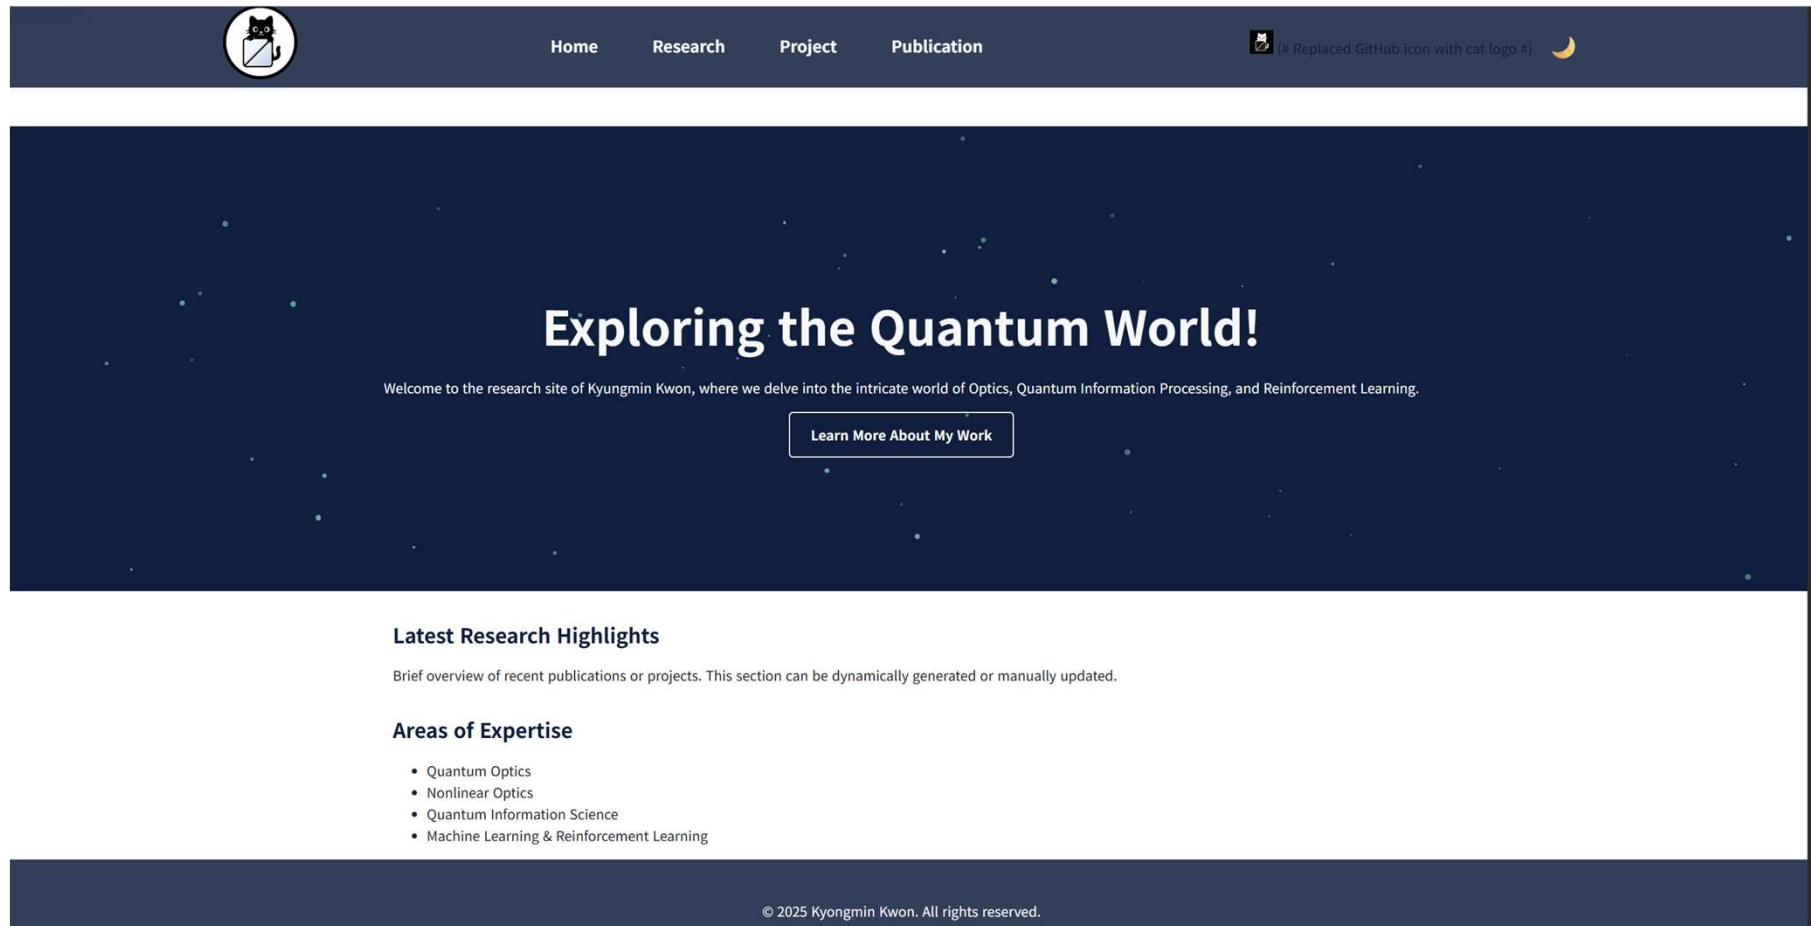 Home Research Project Publication {# Replaced GitHub icon with cat logo #}
Exploring the Quantum World!
Welcome to the research site of Kyungmin Kwon, where we delve into the intricate world of Optics, Quantum Information Processing, and Reinforcement Learning.
Learn More About My Work
Latest Research Highlights
Brief overview of recent publications or projects. This section can be dynamically generated or manually updated.
Areas of Expertise
• Quantum Optics
• Nonlinear Optics
• Quantum Information Science
• Machine Learning & Reinforcement Learning
© 2025 Kyongmin Kwon. All rights reserved.